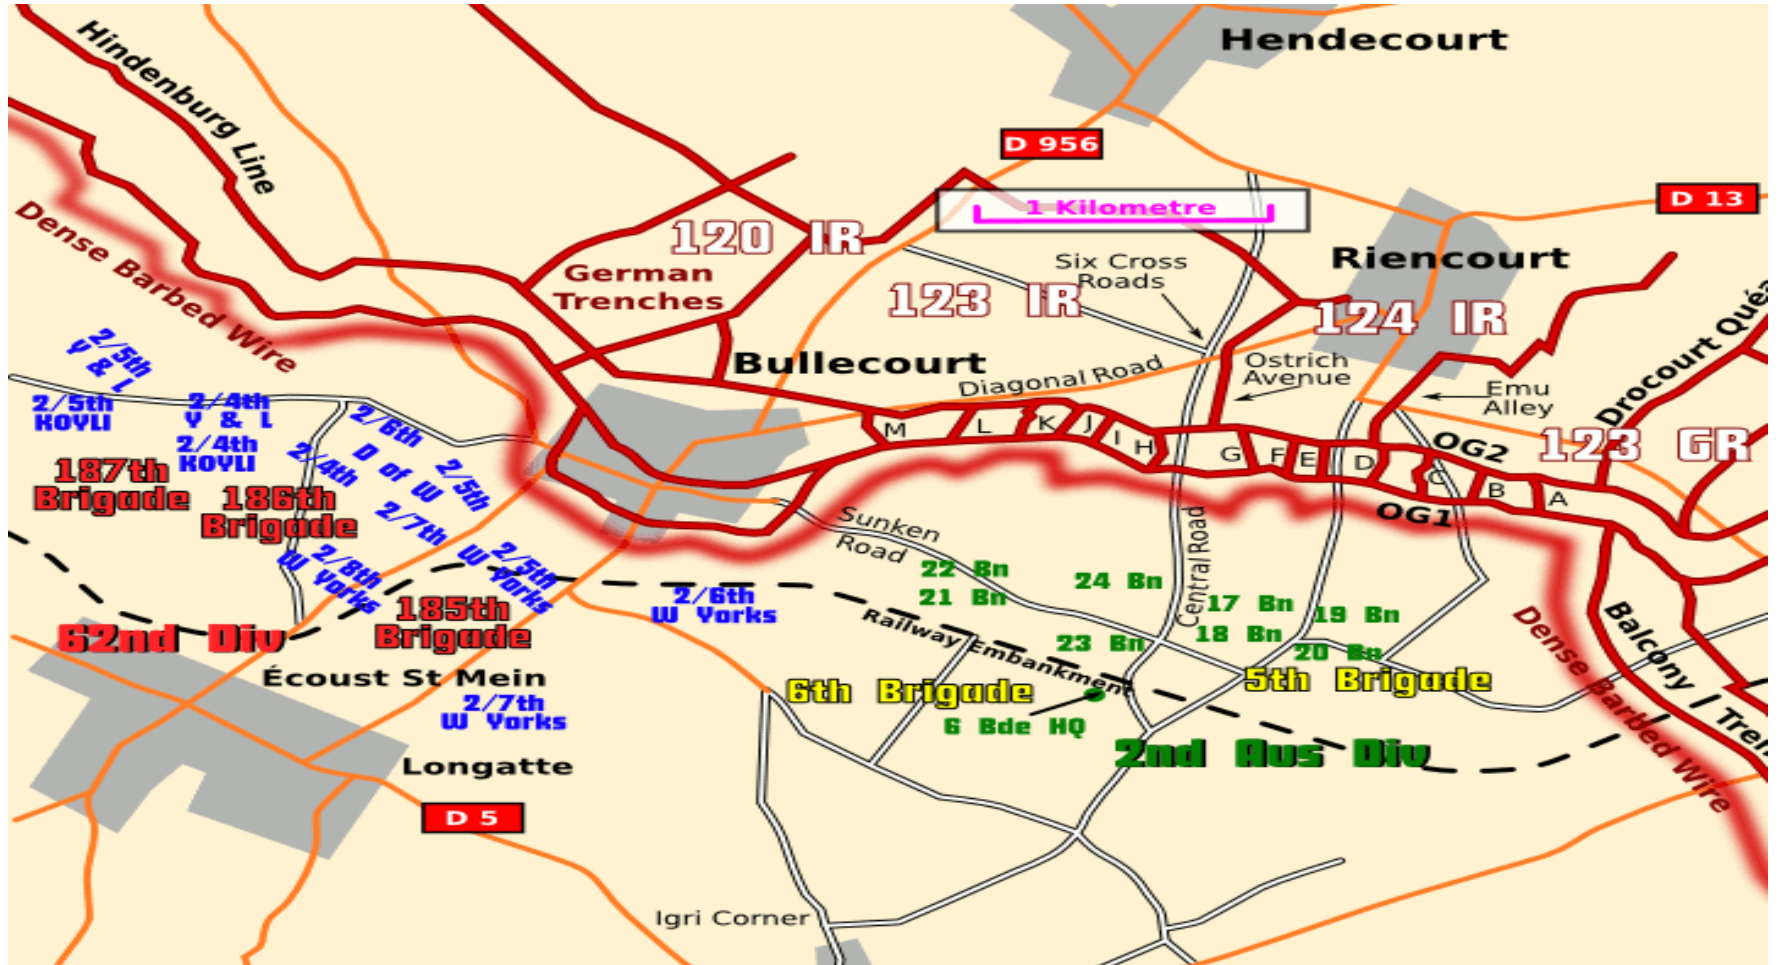 Hendecourt
Hindenburg Line
D 956
D 13
1 Kilometre
Dense Barbed Wire
120 IR
German
Trenches
Six Cross
Roads
Riencourt
123 IR
124 IR
Bullecourt
Diagonal Road
Ostrich
Avenue
Emu
Alley
Drocourt Quéa
2/5th
Y & L
2/5th
KOYLI
2/4th
Y & L
2/4th
KOYLI
2/6th
2/4th
D of W
2/5th
2/7th
187th
Brigade
186th
Brigade
M
L
K
J
I
H
G
F
E
D
C
B
A
OG2
123 GR
OG1
Sunken
Road
Central Road
2/8th
W Yorks
2/5th
W Yorks
2/6th
W Yorks
185th
Brigade
62nd Div
22 Bn
21 Bn
24 Bn
17 Bn
18 Bn
19 Bn
20 Bn
23 Bn
Railway Embankment
6th Brigade
5th Brigade
6 Bde HQ
2nd Aus Div
Dense Barbed Wire
Balcony
Tren
Écoust St Mein
2/7th
W Yorks
Longatte
D 5
Igri Corner